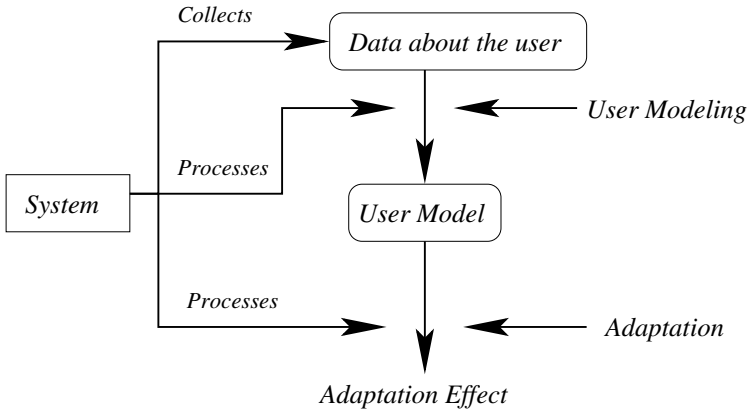 Collects
Data about the user
User Modeling
Processes
System
User Model
Processes
Adaptation
Adaptation Effect